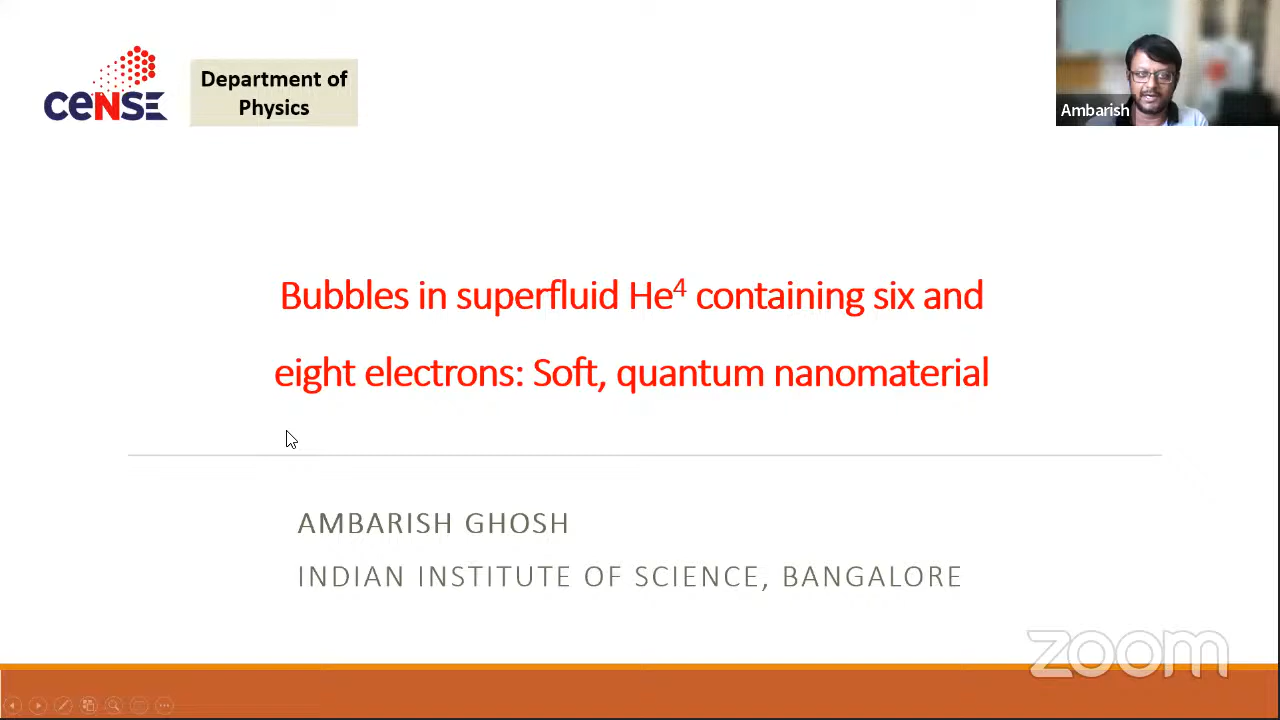 ceNSE
Department of
Physics
Ambarish
Bubbles in superfluid He⁴ containing six and
eight electrons: Soft, quantum nanomaterial
AMBARISH GHOSH
INDIAN INSTITUTE OF SCIENCE, BANGALORE
zoom